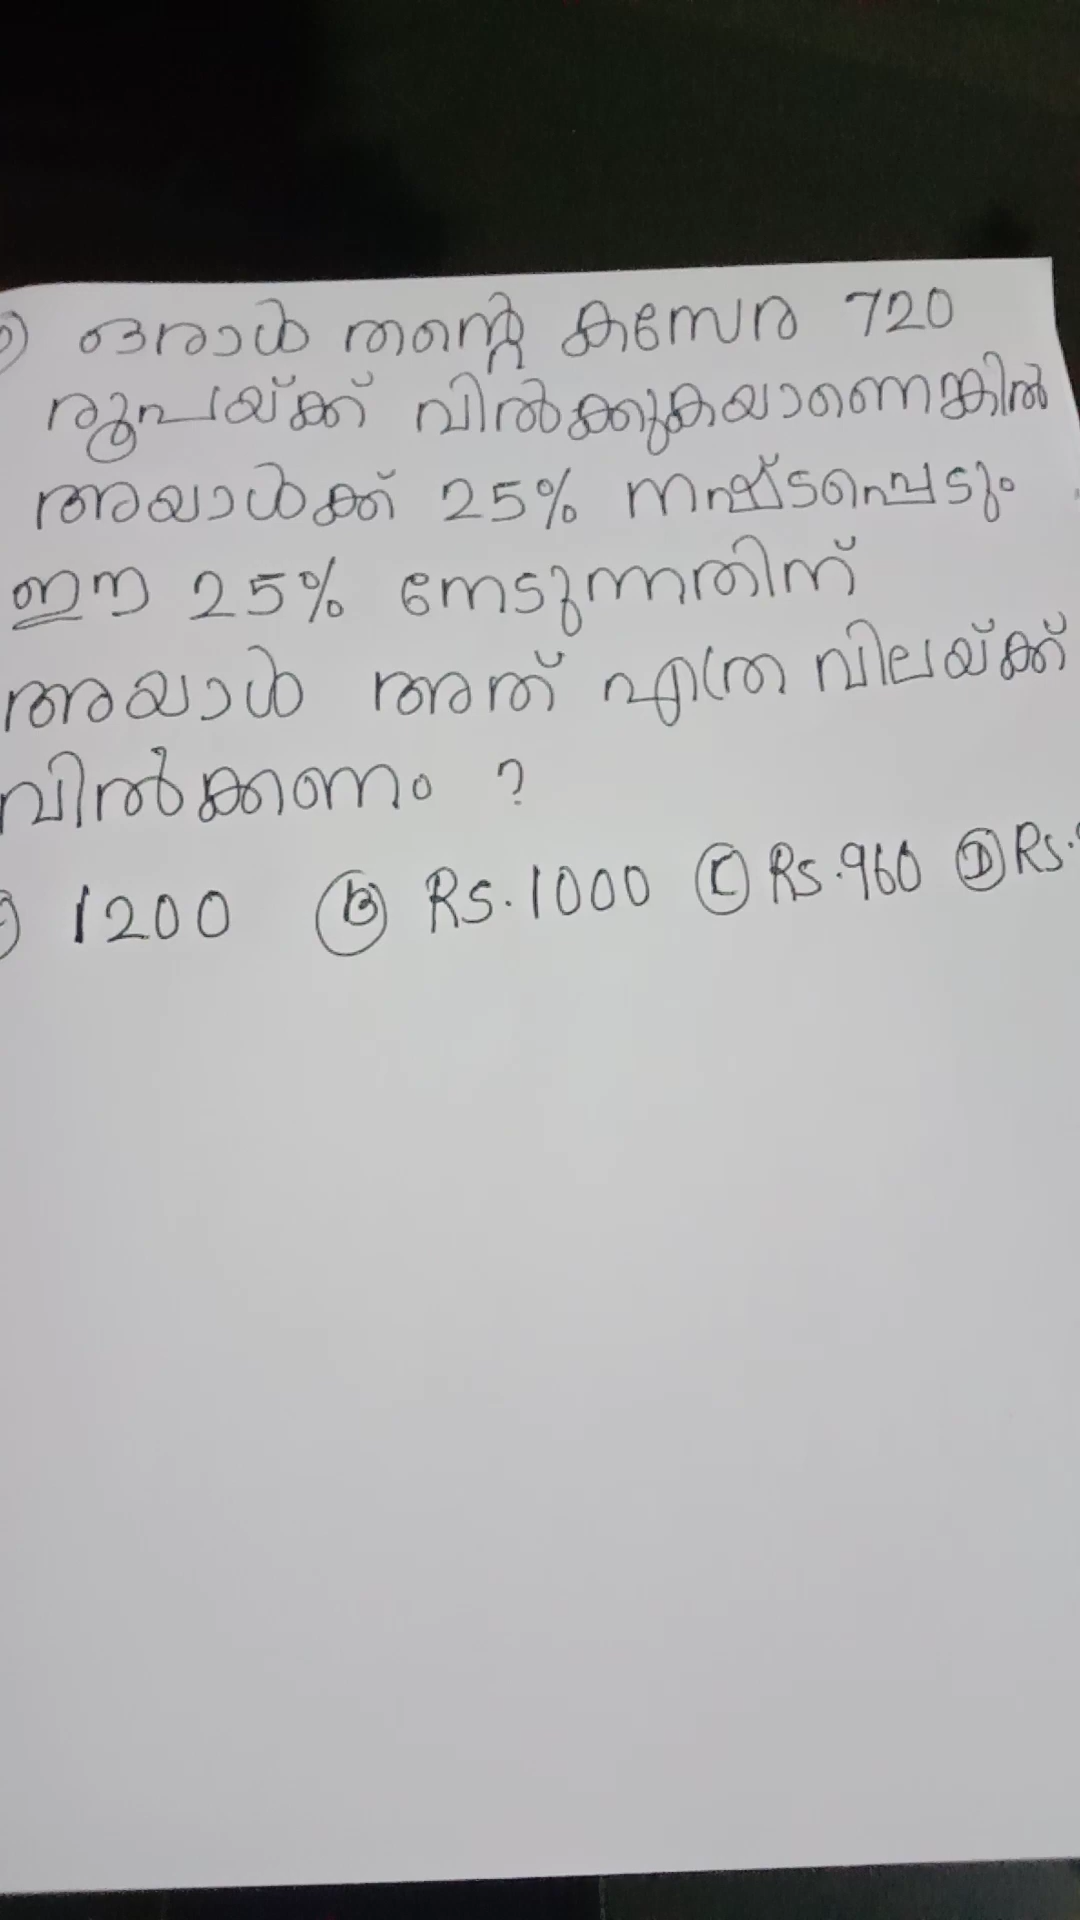 ഒരാൾ തന്റെ കസേര 720
രൂപയ്ക്ക് വിൽക്കുകയാണെങ്കിൽ
അയാൾക്ക് 25% നഷ്ടപ്പെടും
ഈ 25% നേടുന്നതിന്
അയാൾ അത് എത്ര വിലയ്ക്ക്
വിൽക്കണം ?
1200 Ⓑ Rs.1000 Ⓒ Rs.960 Ⓓ Rs.